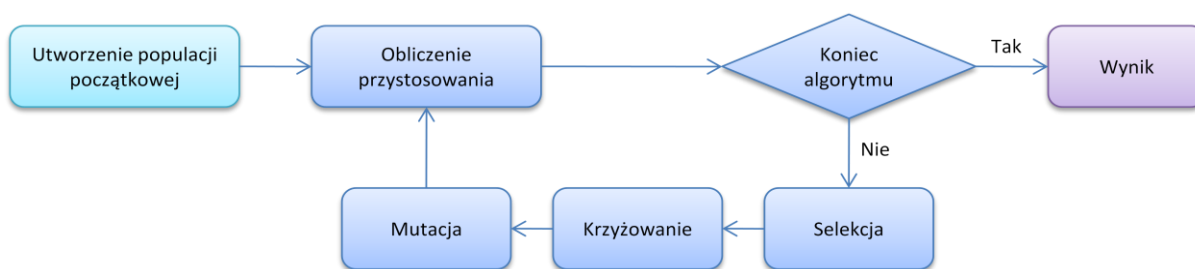 Utworzenie populacji
początkowej
Obliczenie
przystosowania
Koniec
algorytmu
Tak
Wynik
Nie
Mutacja
Krzyżowanie
Selekcja